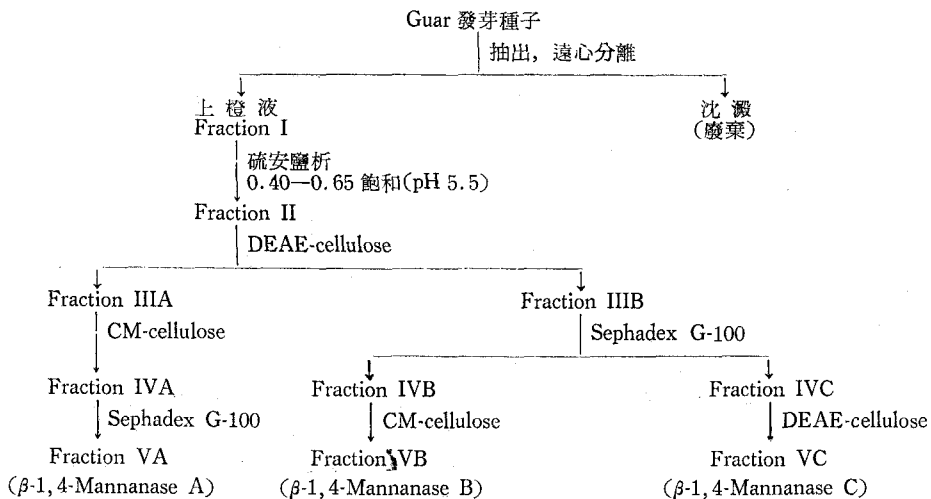 Guar 發芽種子
抽出，遠心分離
上橙液
Fraction I
沈澱
(廢棄)
硫安鹽析
0.40—0.65 飽和(pH 5.5)
Fraction II
DEAE-cellulose
Fraction IIIA
Fraction IIIB
CM-cellulose
Sephadex G-100
Fraction IVA
Fraction IVB
Fraction IVC
Sephadex G-100
CM-cellulose
DEAE-cellulose
Fraction VA
Fraction VB
Fraction VC
(β-1,4-Mannanase A)
(β-1,4-Mannanase B)
(β-1,4-Mannanase C)